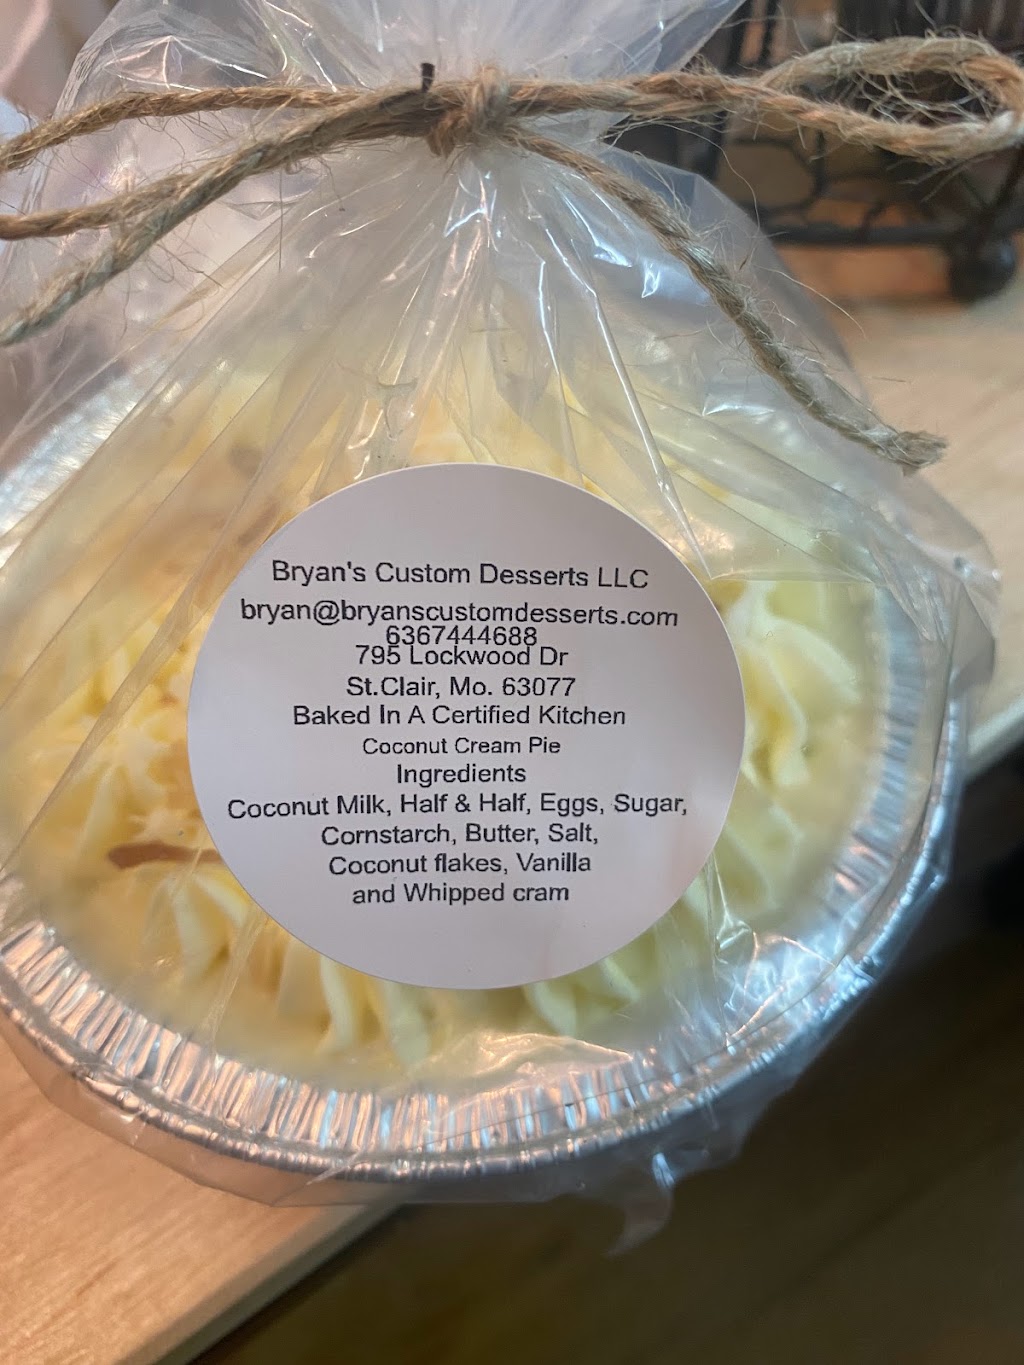 Bryan's Custom Desserts LLC
bryan@bryanscustomdesserts.com
6367444688
795 Lockwood Dr
St.Clair, Mo. 63077
Baked In A Certified Kitchen
Coconut Cream Pie
Ingredients
Coconut Milk, Half & Half, Eggs, Sugar,
Cornstarch, Butter, Salt,
Coconut flakes, Vanilla
and Whipped cram